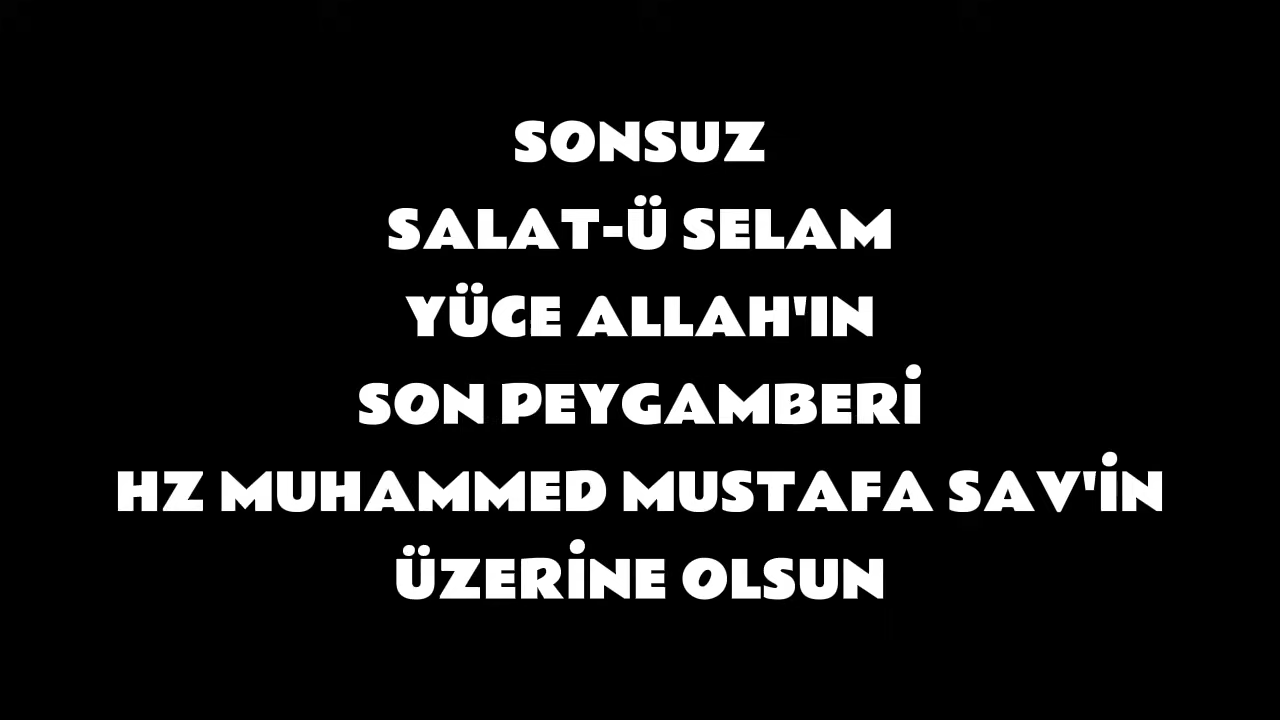 SONSUZ
SALAT-Ü SELAM
YÜCE ALLAH'IN
SON PEYGAMBERİ
HZ MUHAMMED MUSTAFA SAV'İN
ÜZERİNE OLSUN